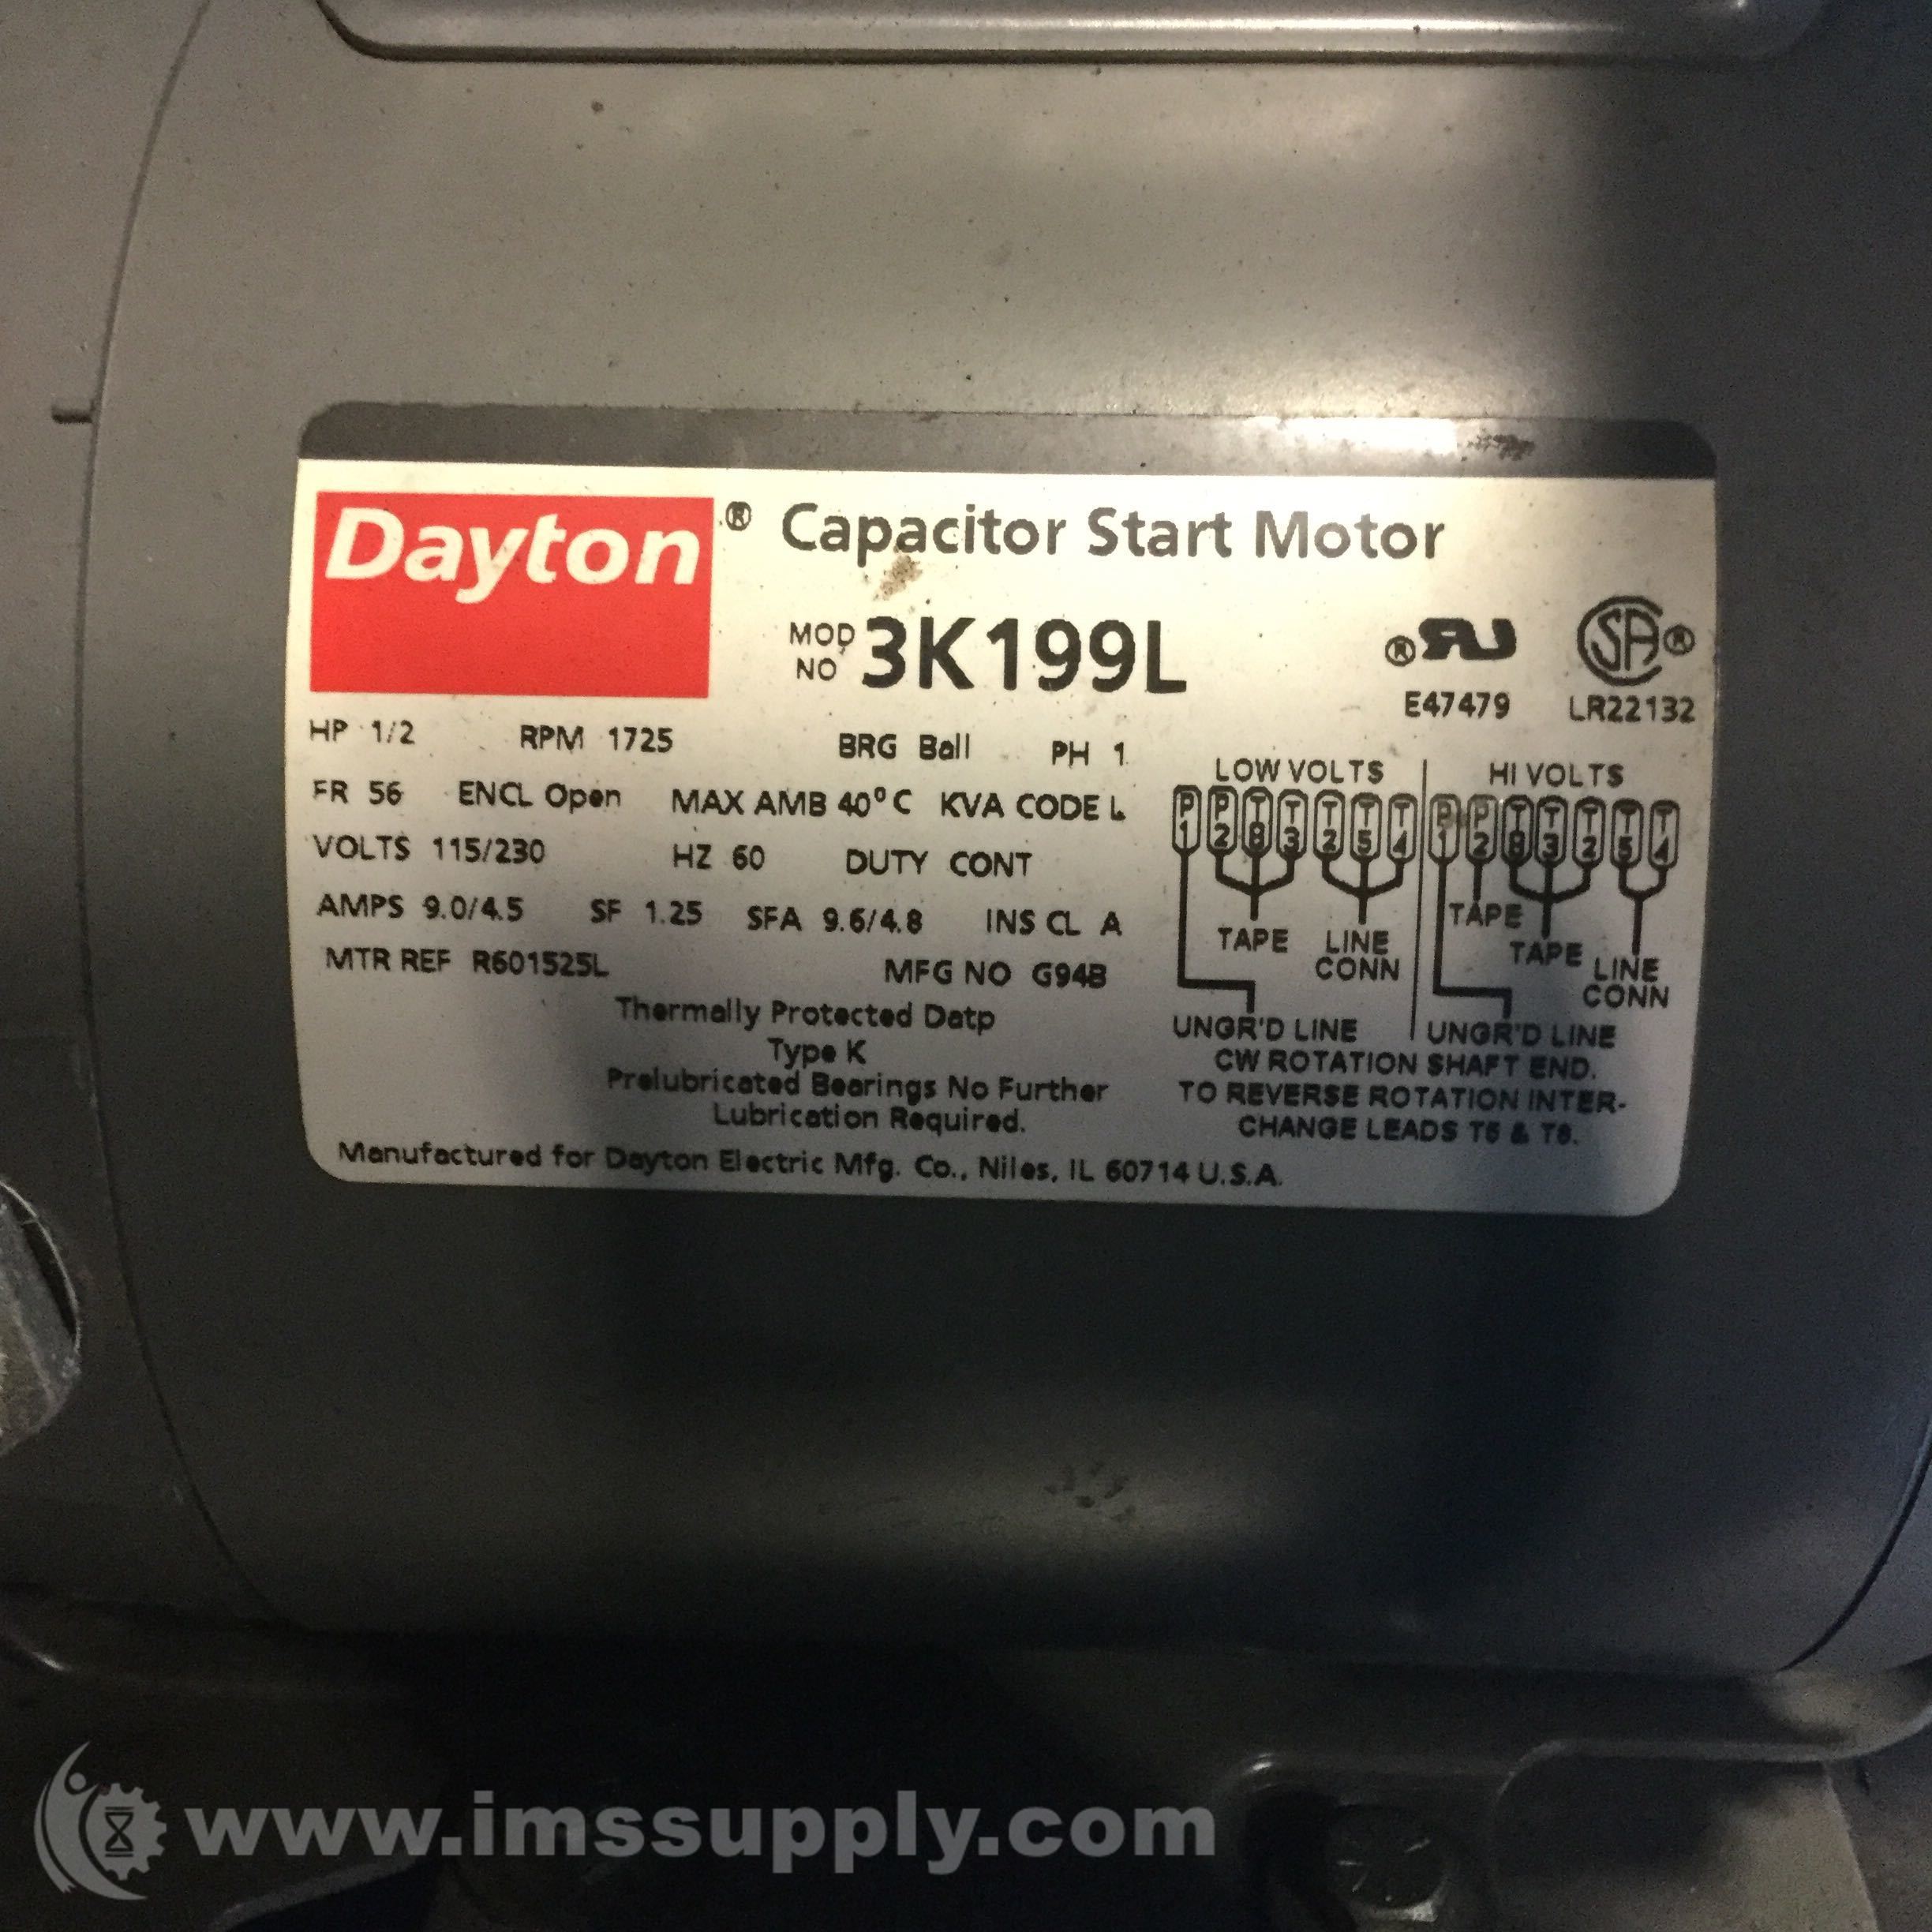 Dayton® Capacitor Start Motor
MOD NO 3K199L
E47479 LR22132
HP 1/2 RPM 1725 BRG Ball PH 1
FR 56 ENCL Open MAX AMB 40°C KVA CODE L
VOLTS 115/230 HZ 60 DUTY CONT
AMPS 9.0/4.5 SF 1.25 SFA 9.6/4.8 INS CL A
MTR REF R601525L MFG NO G94B
Thermally Protected Datp
Type K
Prelubricated Bearings No Further
Lubrication Required.
Manufactured for Dayton Electric Mfg. Co., Niles, IL 60714 U.S.A.
LOW VOLTS HI VOLTS
P1 P2 T8 T3 T2 T5 T4 P1 P2 T8 T3 T2 T5 T4
TAPE LINE CONN TAPE TAPE LINE CONN
UNGR'D LINE UNGR'D LINE
CW ROTATION SHAFT END.
TO REVERSE ROTATION INTER-
CHANGE LEADS T5 & T8.
www.imssupply.com